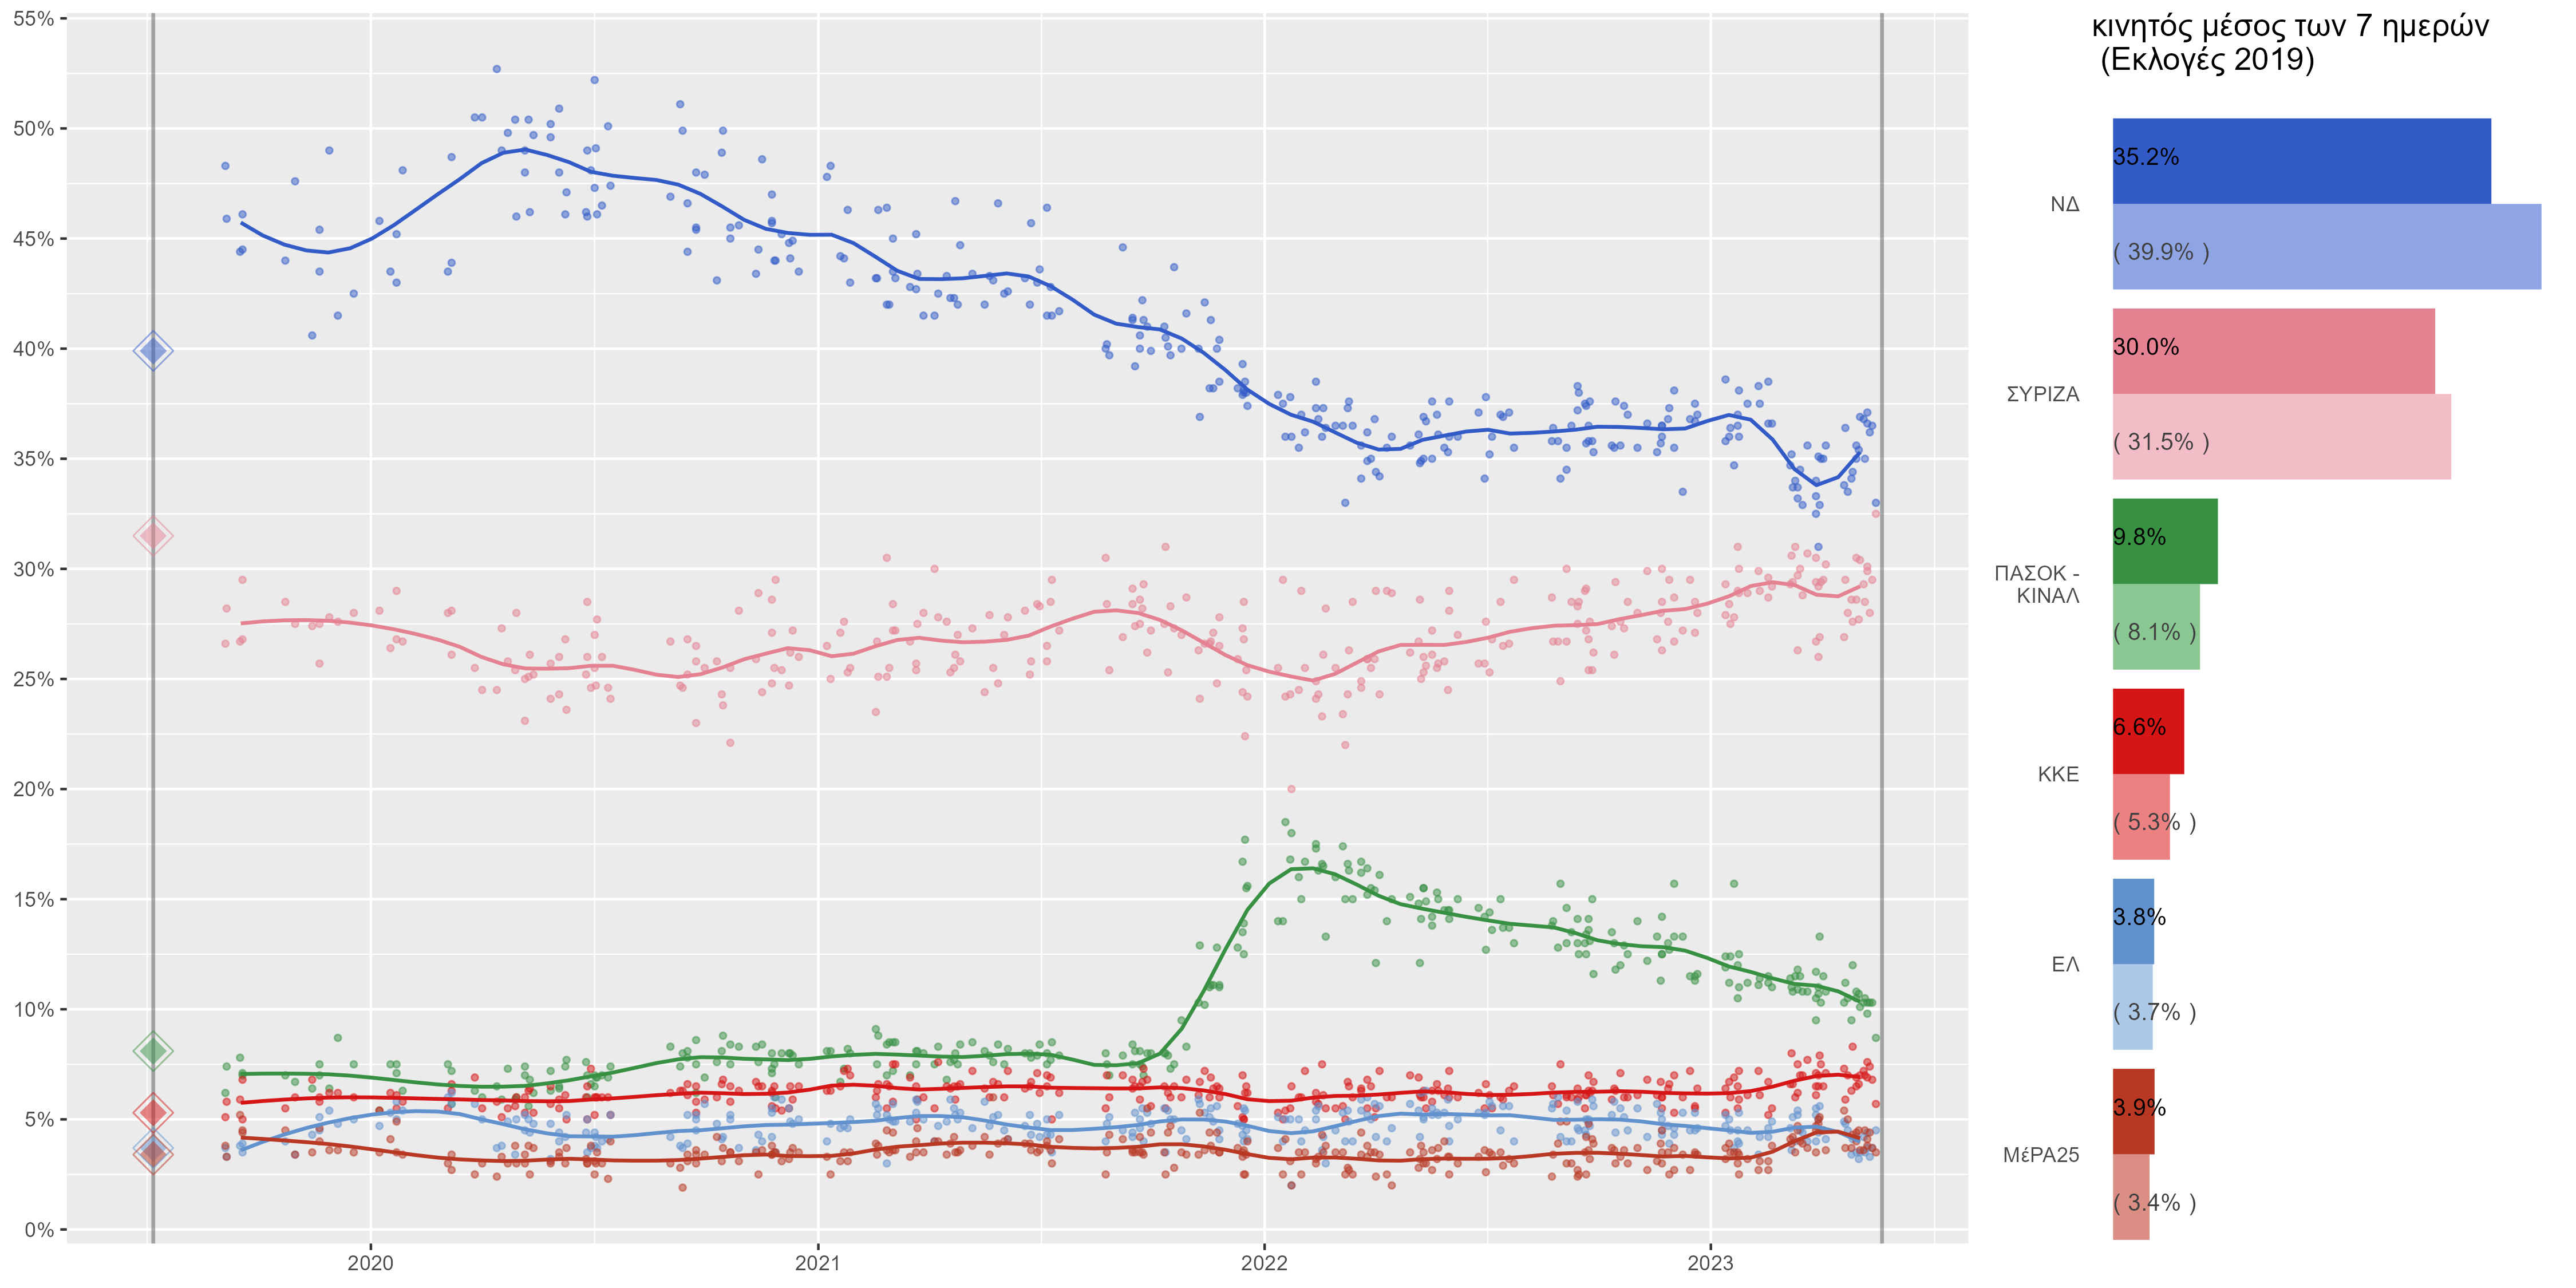 55%
50%
45%
40%
35%
30%
25%
20%
15%
10%
5%
0%
2020
2021
2022
2023
κινητός μέσος των 7 ημερών
(Εκλογές 2019)
ΝΔ
35.2%
( 39.9% )
ΣΥΡΙΖΑ
30.0%
( 31.5% )
ΠΑΣΟΚ -
ΚΙΝΑΛ
9.8%
( 8.1% )
ΚΚΕ
6.6%
( 5.3% )
ΕΛ
3.8%
( 3.7% )
ΜέΡΑ25
3.9%
( 3.4% )